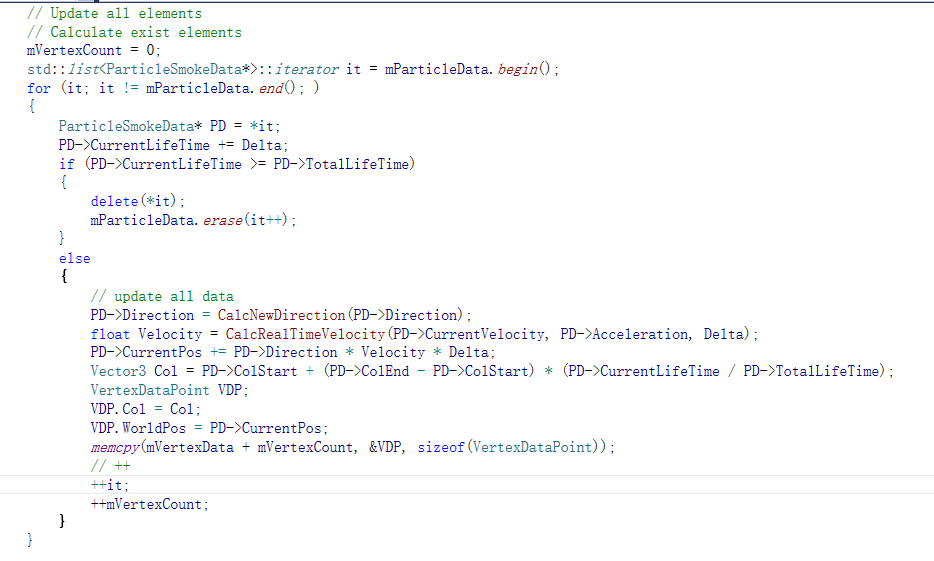 // Update all elements
// Calculate exist elements
mVertexCount = 0;
std::list<ParticleSmokeData*>::iterator it = mParticleData.begin();
for (it; it != mParticleData.end(); )
{
ParticleSmokeData* PD = *it;
PD->CurrentLifeTime += Delta;
if (PD->CurrentLifeTime >= PD->TotalLifeTime)
{
delete(*it);
mParticleData.erase(it++);
}
else
{
// update all data
PD->Direction = CalcNewDirection(PD->Direction);
float Velocity = CalcRealTimeVelocity(PD->CurrentVelocity, PD->Acceleration, Delta);
PD->CurrentPos += PD->Direction * Velocity * Delta;
Vector3 Col = PD->ColStart + (PD->ColEnd - PD->ColStart) * (PD->CurrentLifeTime / PD->TotalLifeTime);
VertexDataPoint VDP;
VDP.Col = Col;
VDP.WorldPos = PD->CurrentPos;
memcpy(mVertexData + mVertexCount, &VDP, sizeof(VertexDataPoint));
// ++
++it;
++mVertexCount;
}
}